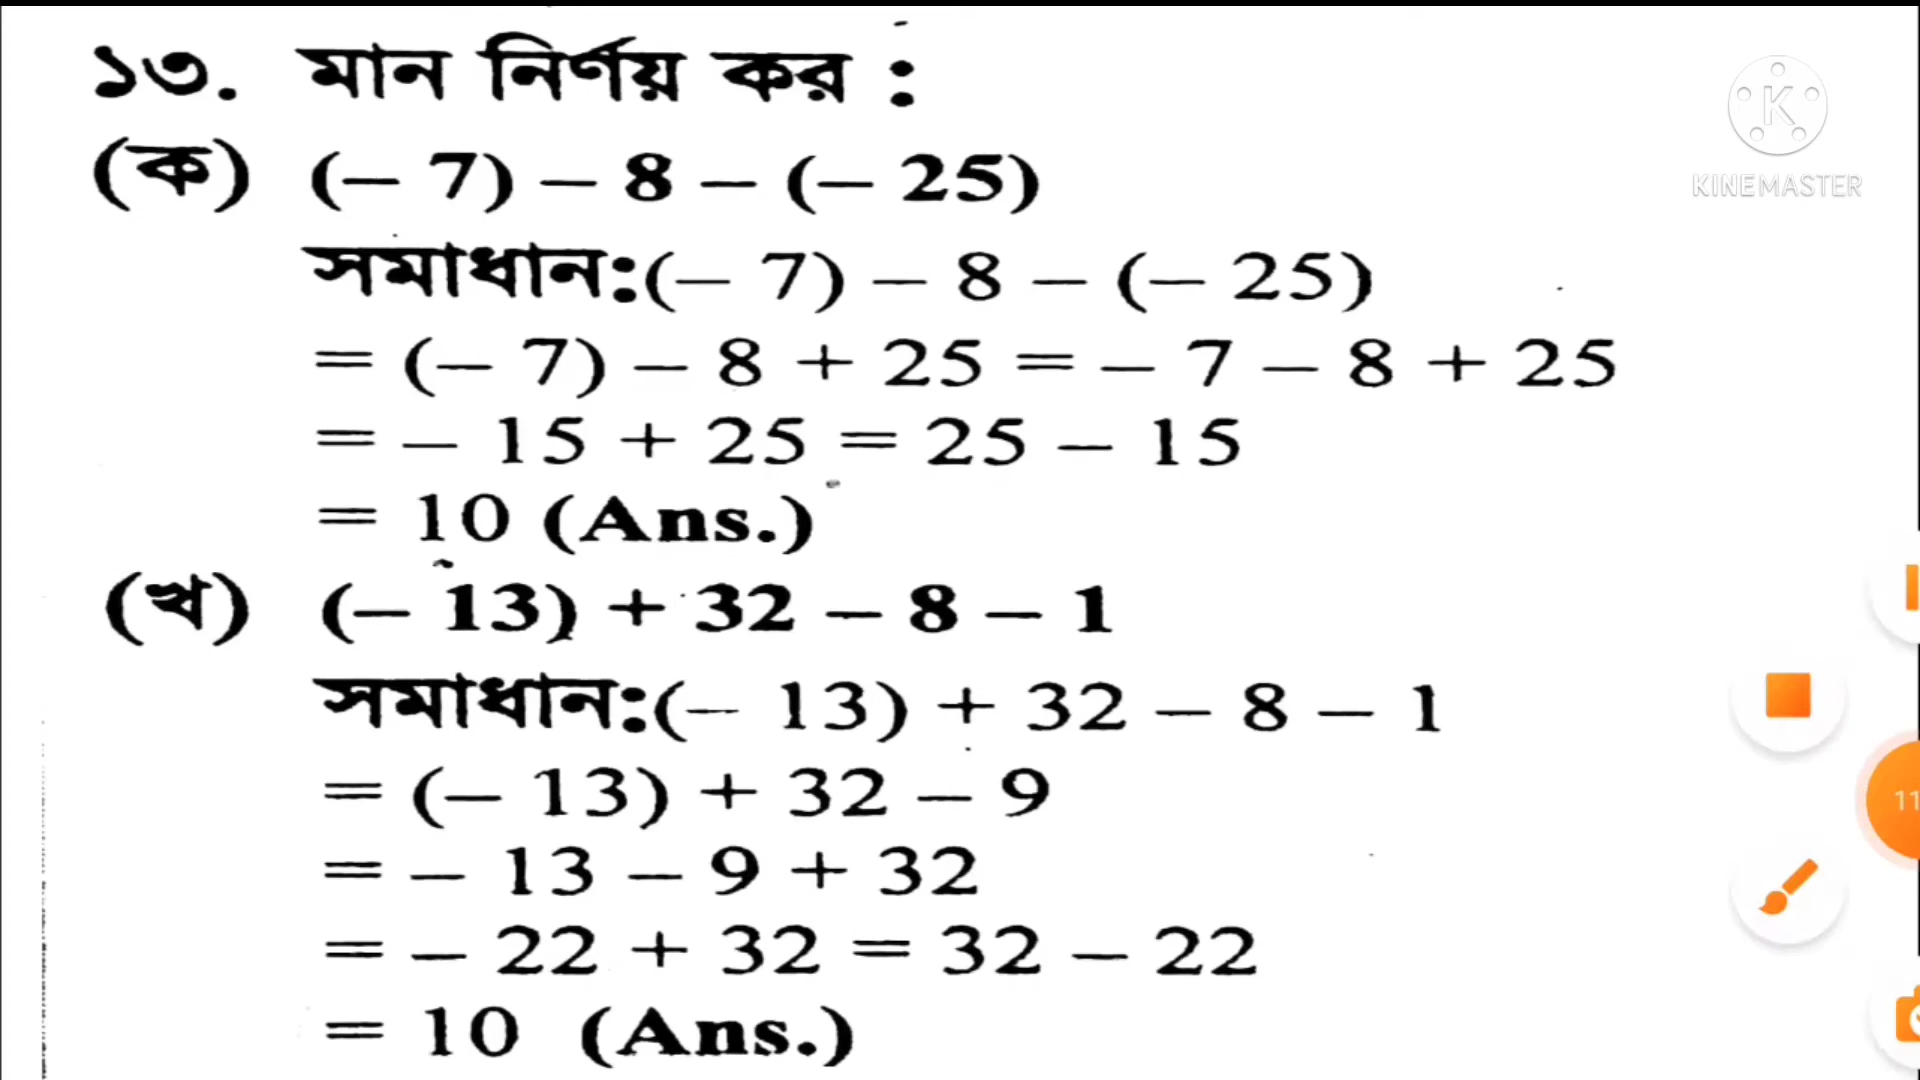 ১৩. মান নির্ণয় কর :
(ক) (– 7) – 8 – (– 25)
সমাধান:(– 7) – 8 – (– 25)
= (– 7) – 8 + 25 = – 7 – 8 + 25
= – 15 + 25 = 25 – 15
= 10 (Ans.)
(খ) (– 13) + 32 – 8 – 1
সমাধান:(– 13) + 32 – 8 – 1
= (– 13) + 32 – 9
= – 13 – 9 + 32
= – 22 + 32 = 32 – 22
= 10 (Ans.)
K
KINEMASTER